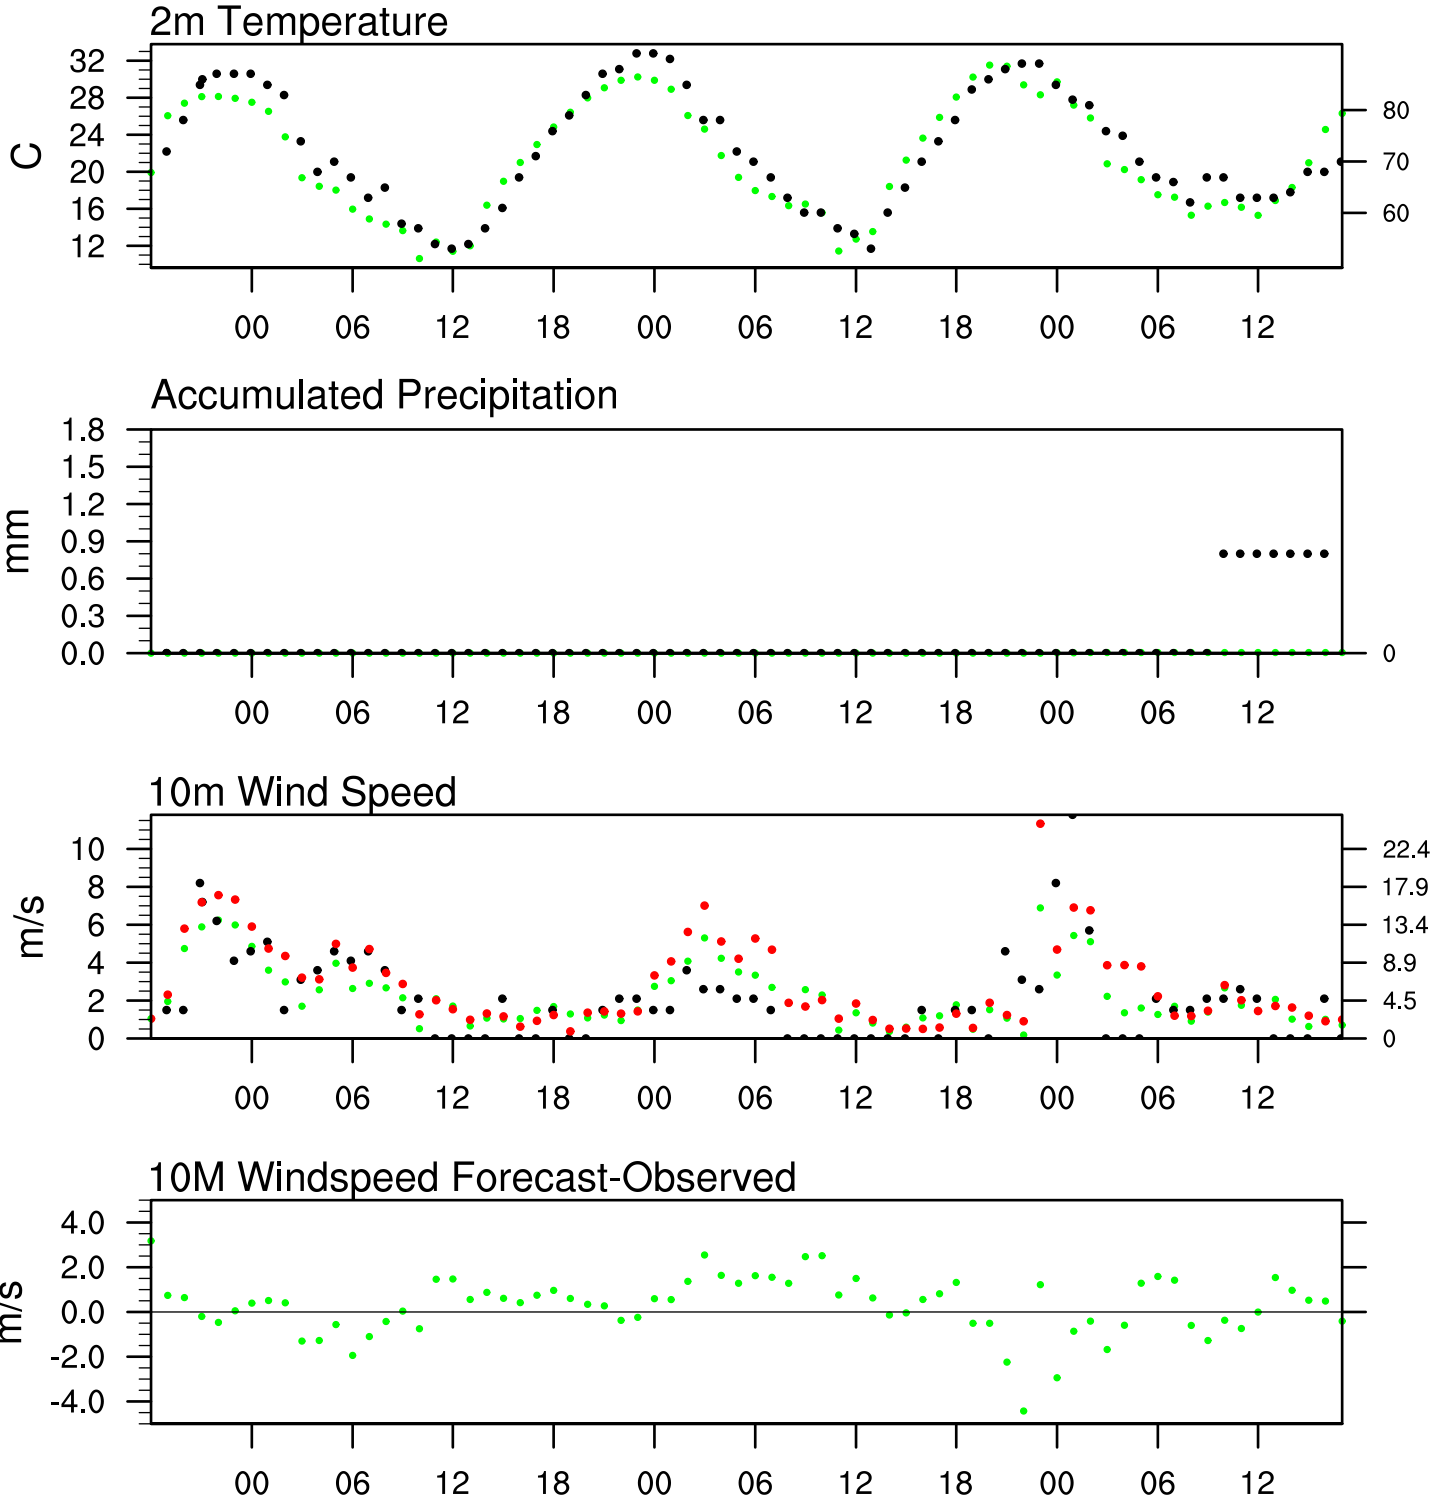 2m Temperature
32
28
24
20
16
12
C
80
70
60
00 06 12 18 00 06 12 18 00 06 12
Accumulated Precipitation
1.8
1.5
1.2
0.9
0.6
0.3
0.0
mm
0
00 06 12 18 00 06 12 18 00 06 12
10m Wind Speed
10
8
6
4
2
0
m/s
22.4
17.9
13.4
8.9
4.5
0
00 06 12 18 00 06 12 18 00 06 12
10M Windspeed Forecast-Observed
4.0
2.0
0.0
-2.0
-4.0
m/s
00 06 12 18 00 06 12 18 00 06 12